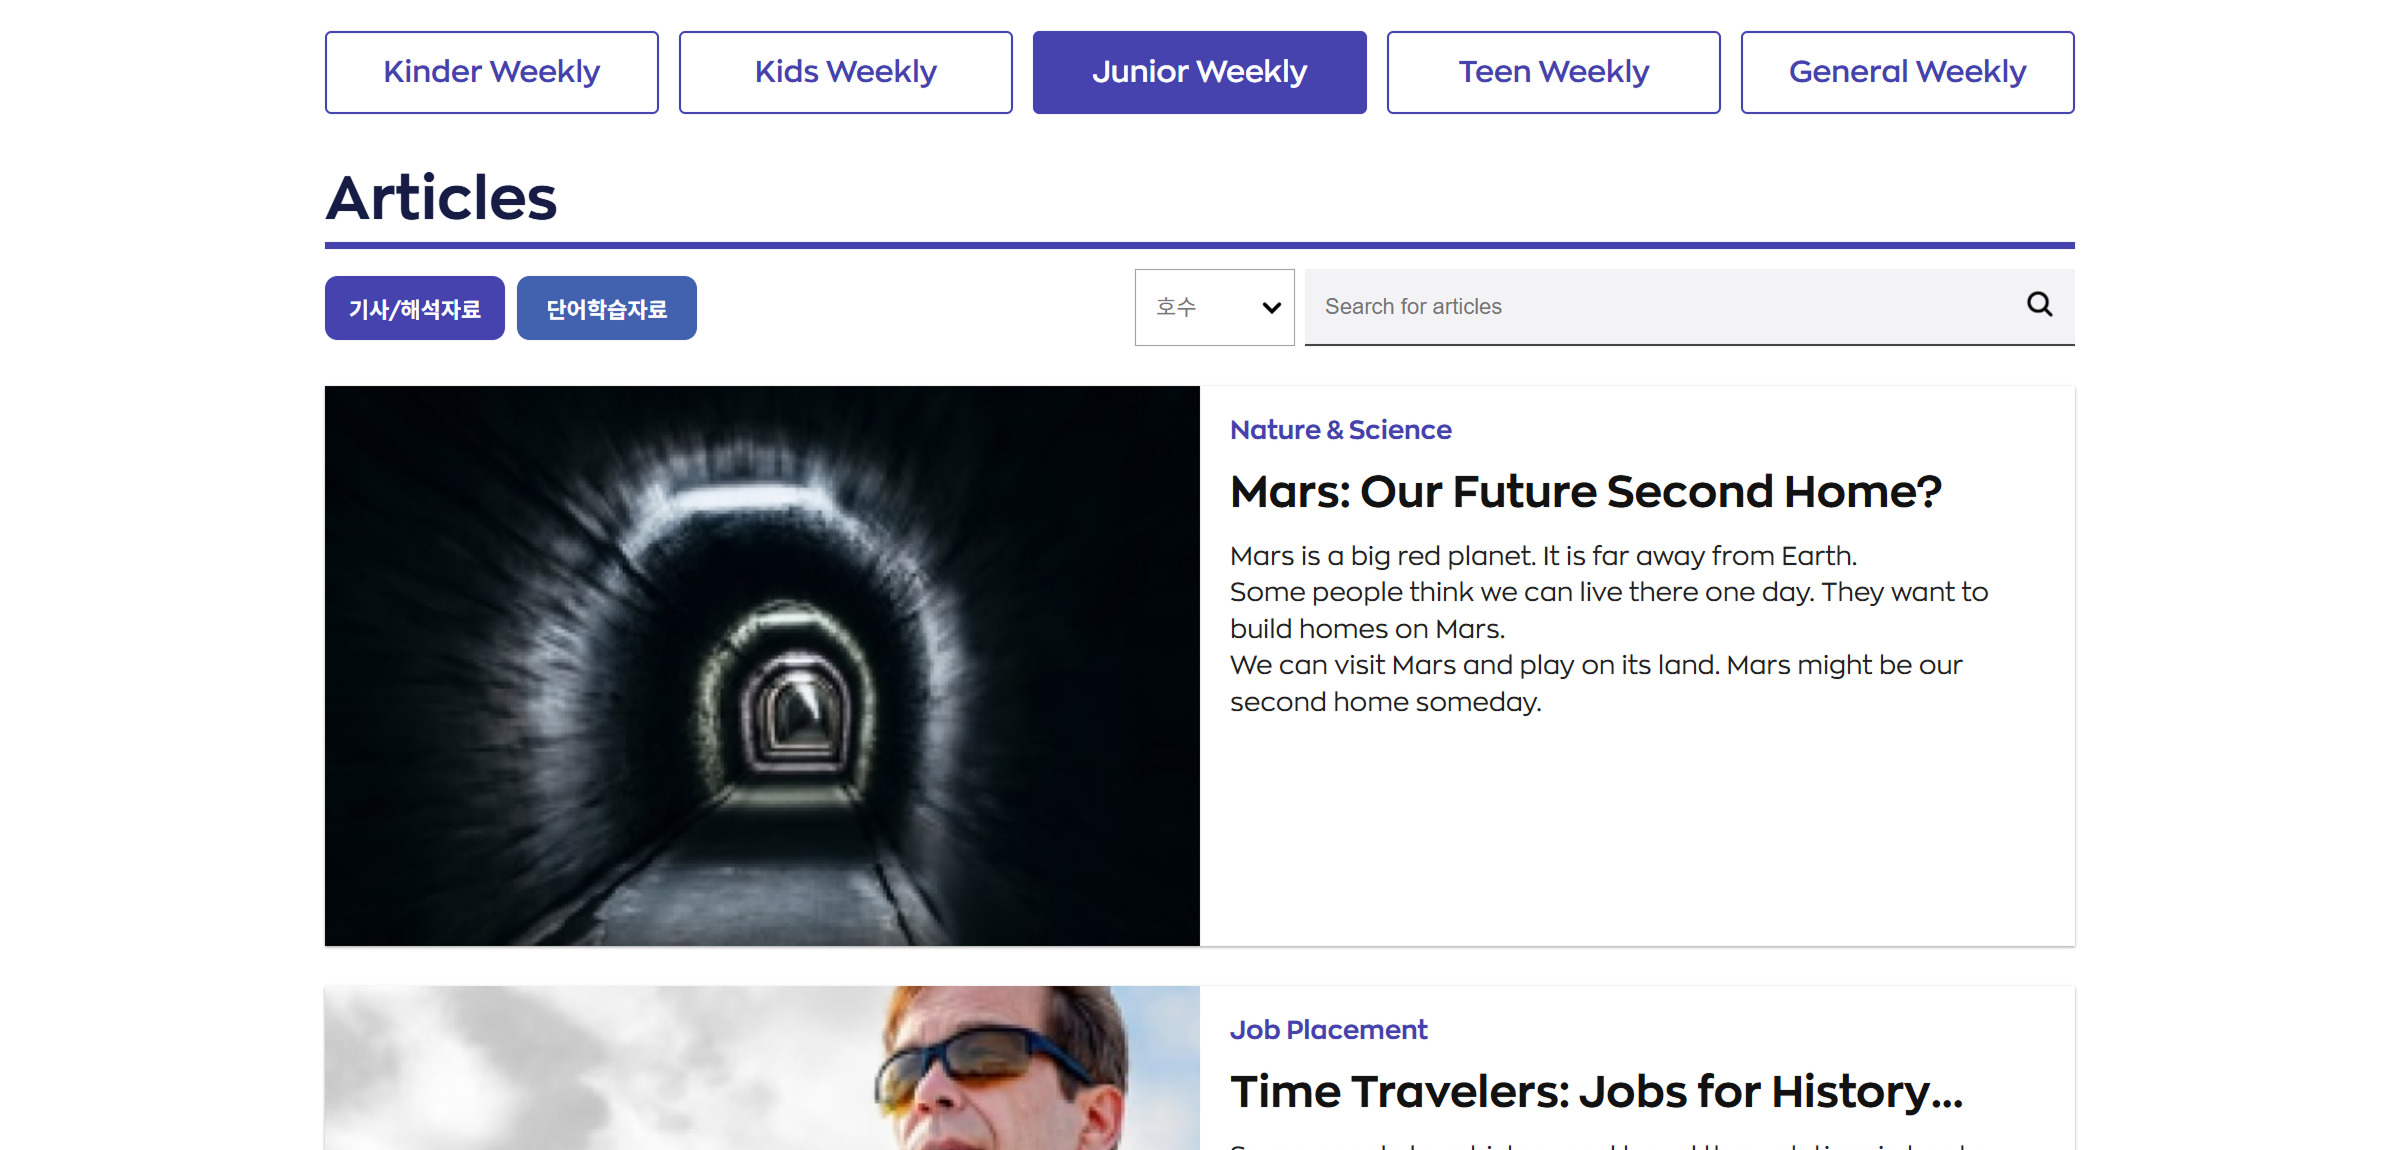 Kinder Weekly
Kids Weekly
Junior Weekly
Teen Weekly
General Weekly
Articles
기사/해석자료
단어학습자료
호수
Search for articles
Nature & Science
Mars: Our Future Second Home?
Mars is a big red planet. It is far away from Earth.
Some people think we can live there one day. They want to
build homes on Mars.
We can visit Mars and play on its land. Mars might be our
second home someday.
Job Placement
Time Travelers: Jobs for History...